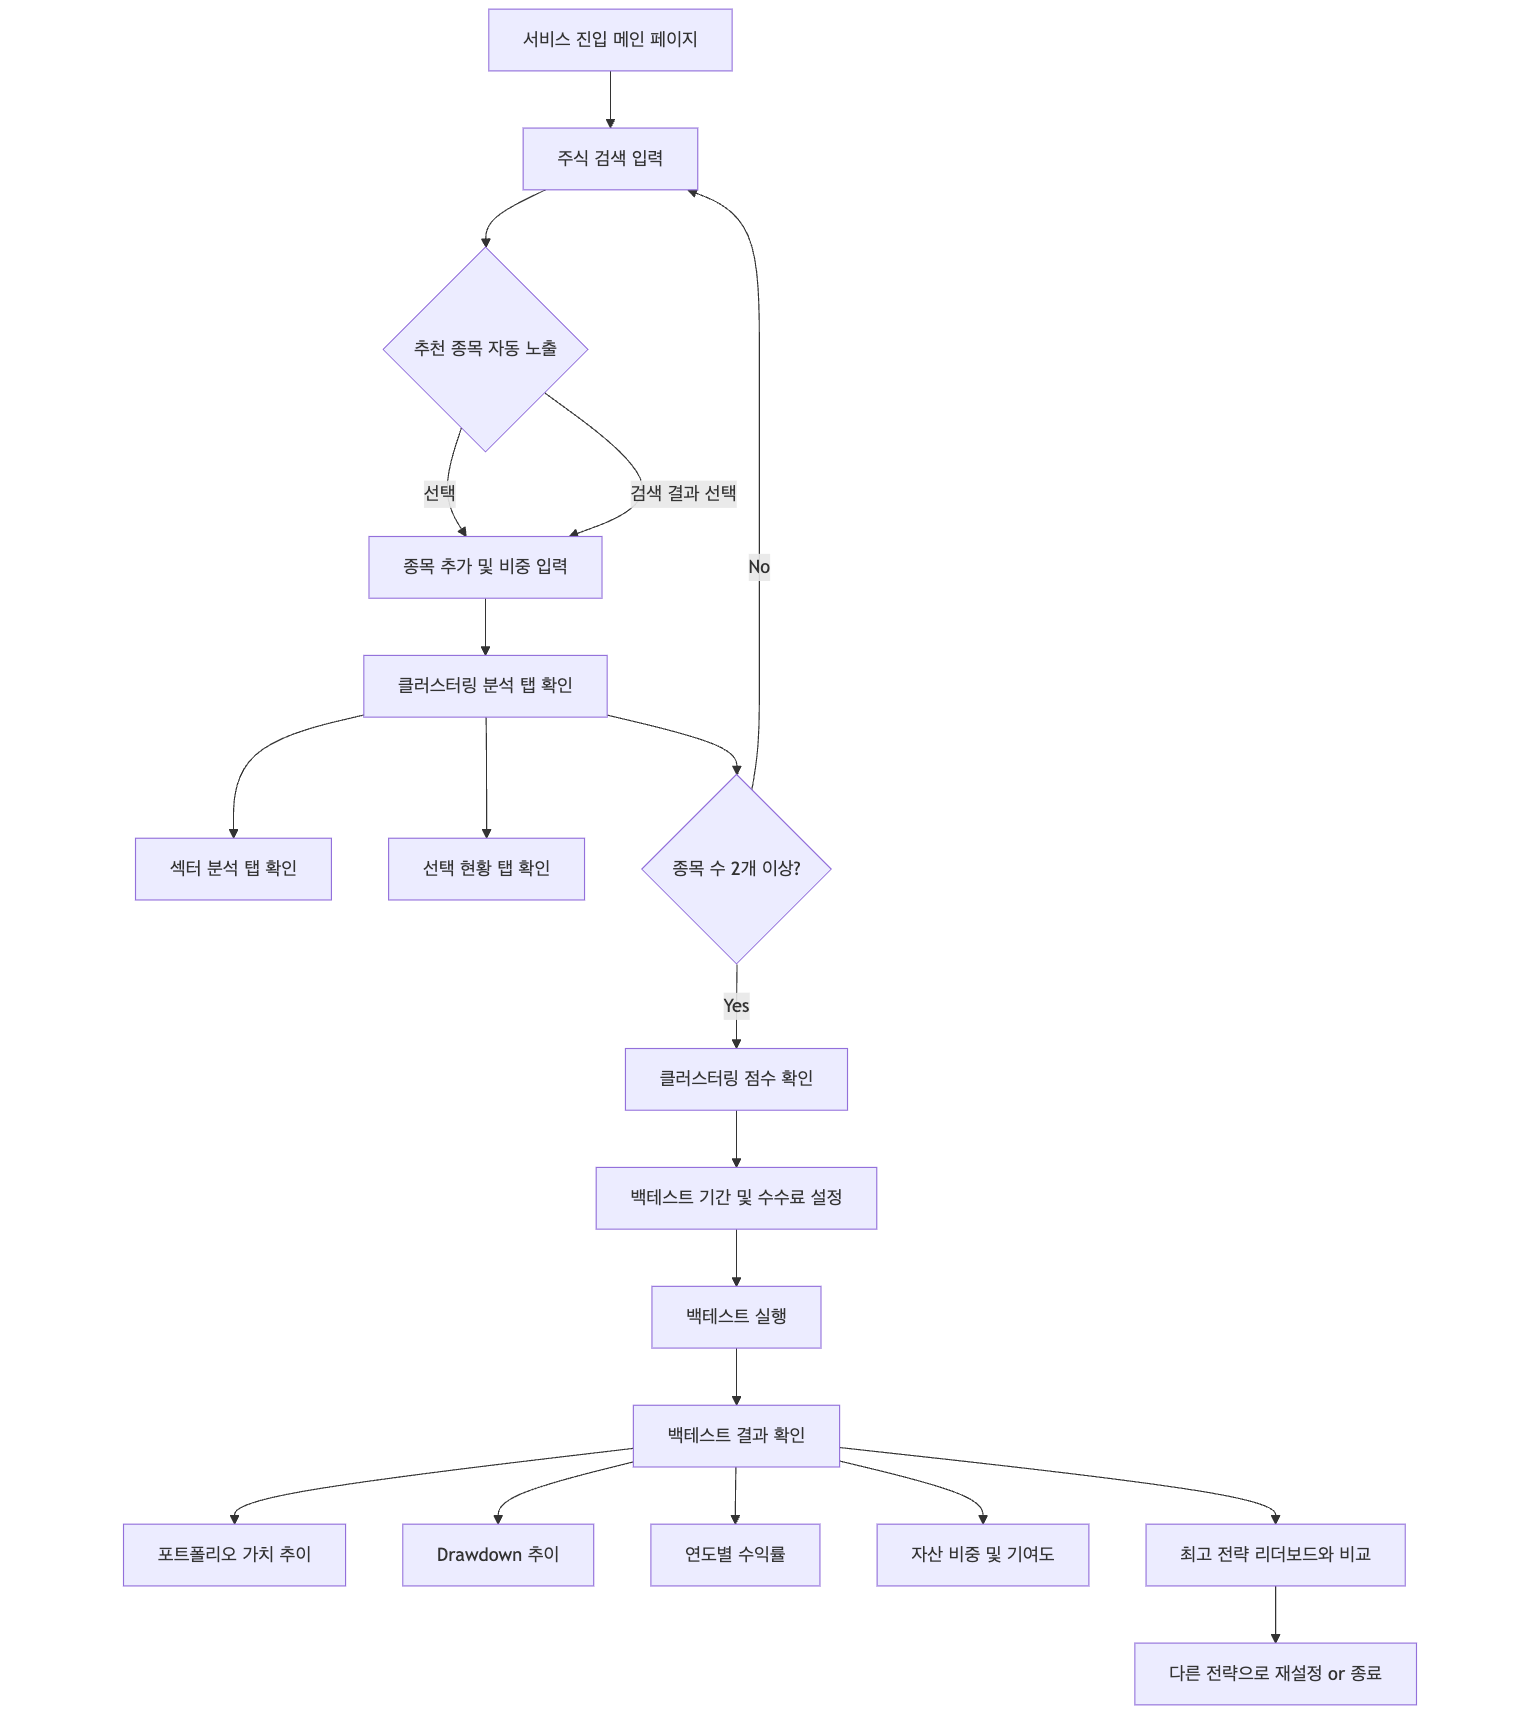 서비스 진입 메인 페이지
주식 검색 입력
추천 종목 자동 노출
선택
검색 결과 선택
종목 추가 및 비중 입력
No
클러스터링 분석 탭 확인
섹터 분석 탭 확인
선택 현황 탭 확인
종목 수 2개 이상?
Yes
클러스터링 점수 확인
백테스트 기간 및 수수료 설정
백테스트 실행
백테스트 결과 확인
포트폴리오 가치 추이
Drawdown 추이
연도별 수익률
자산 비중 및 기여도
최고 전략 리더보드와 비교
다른 전략으로 재설정 or 종료